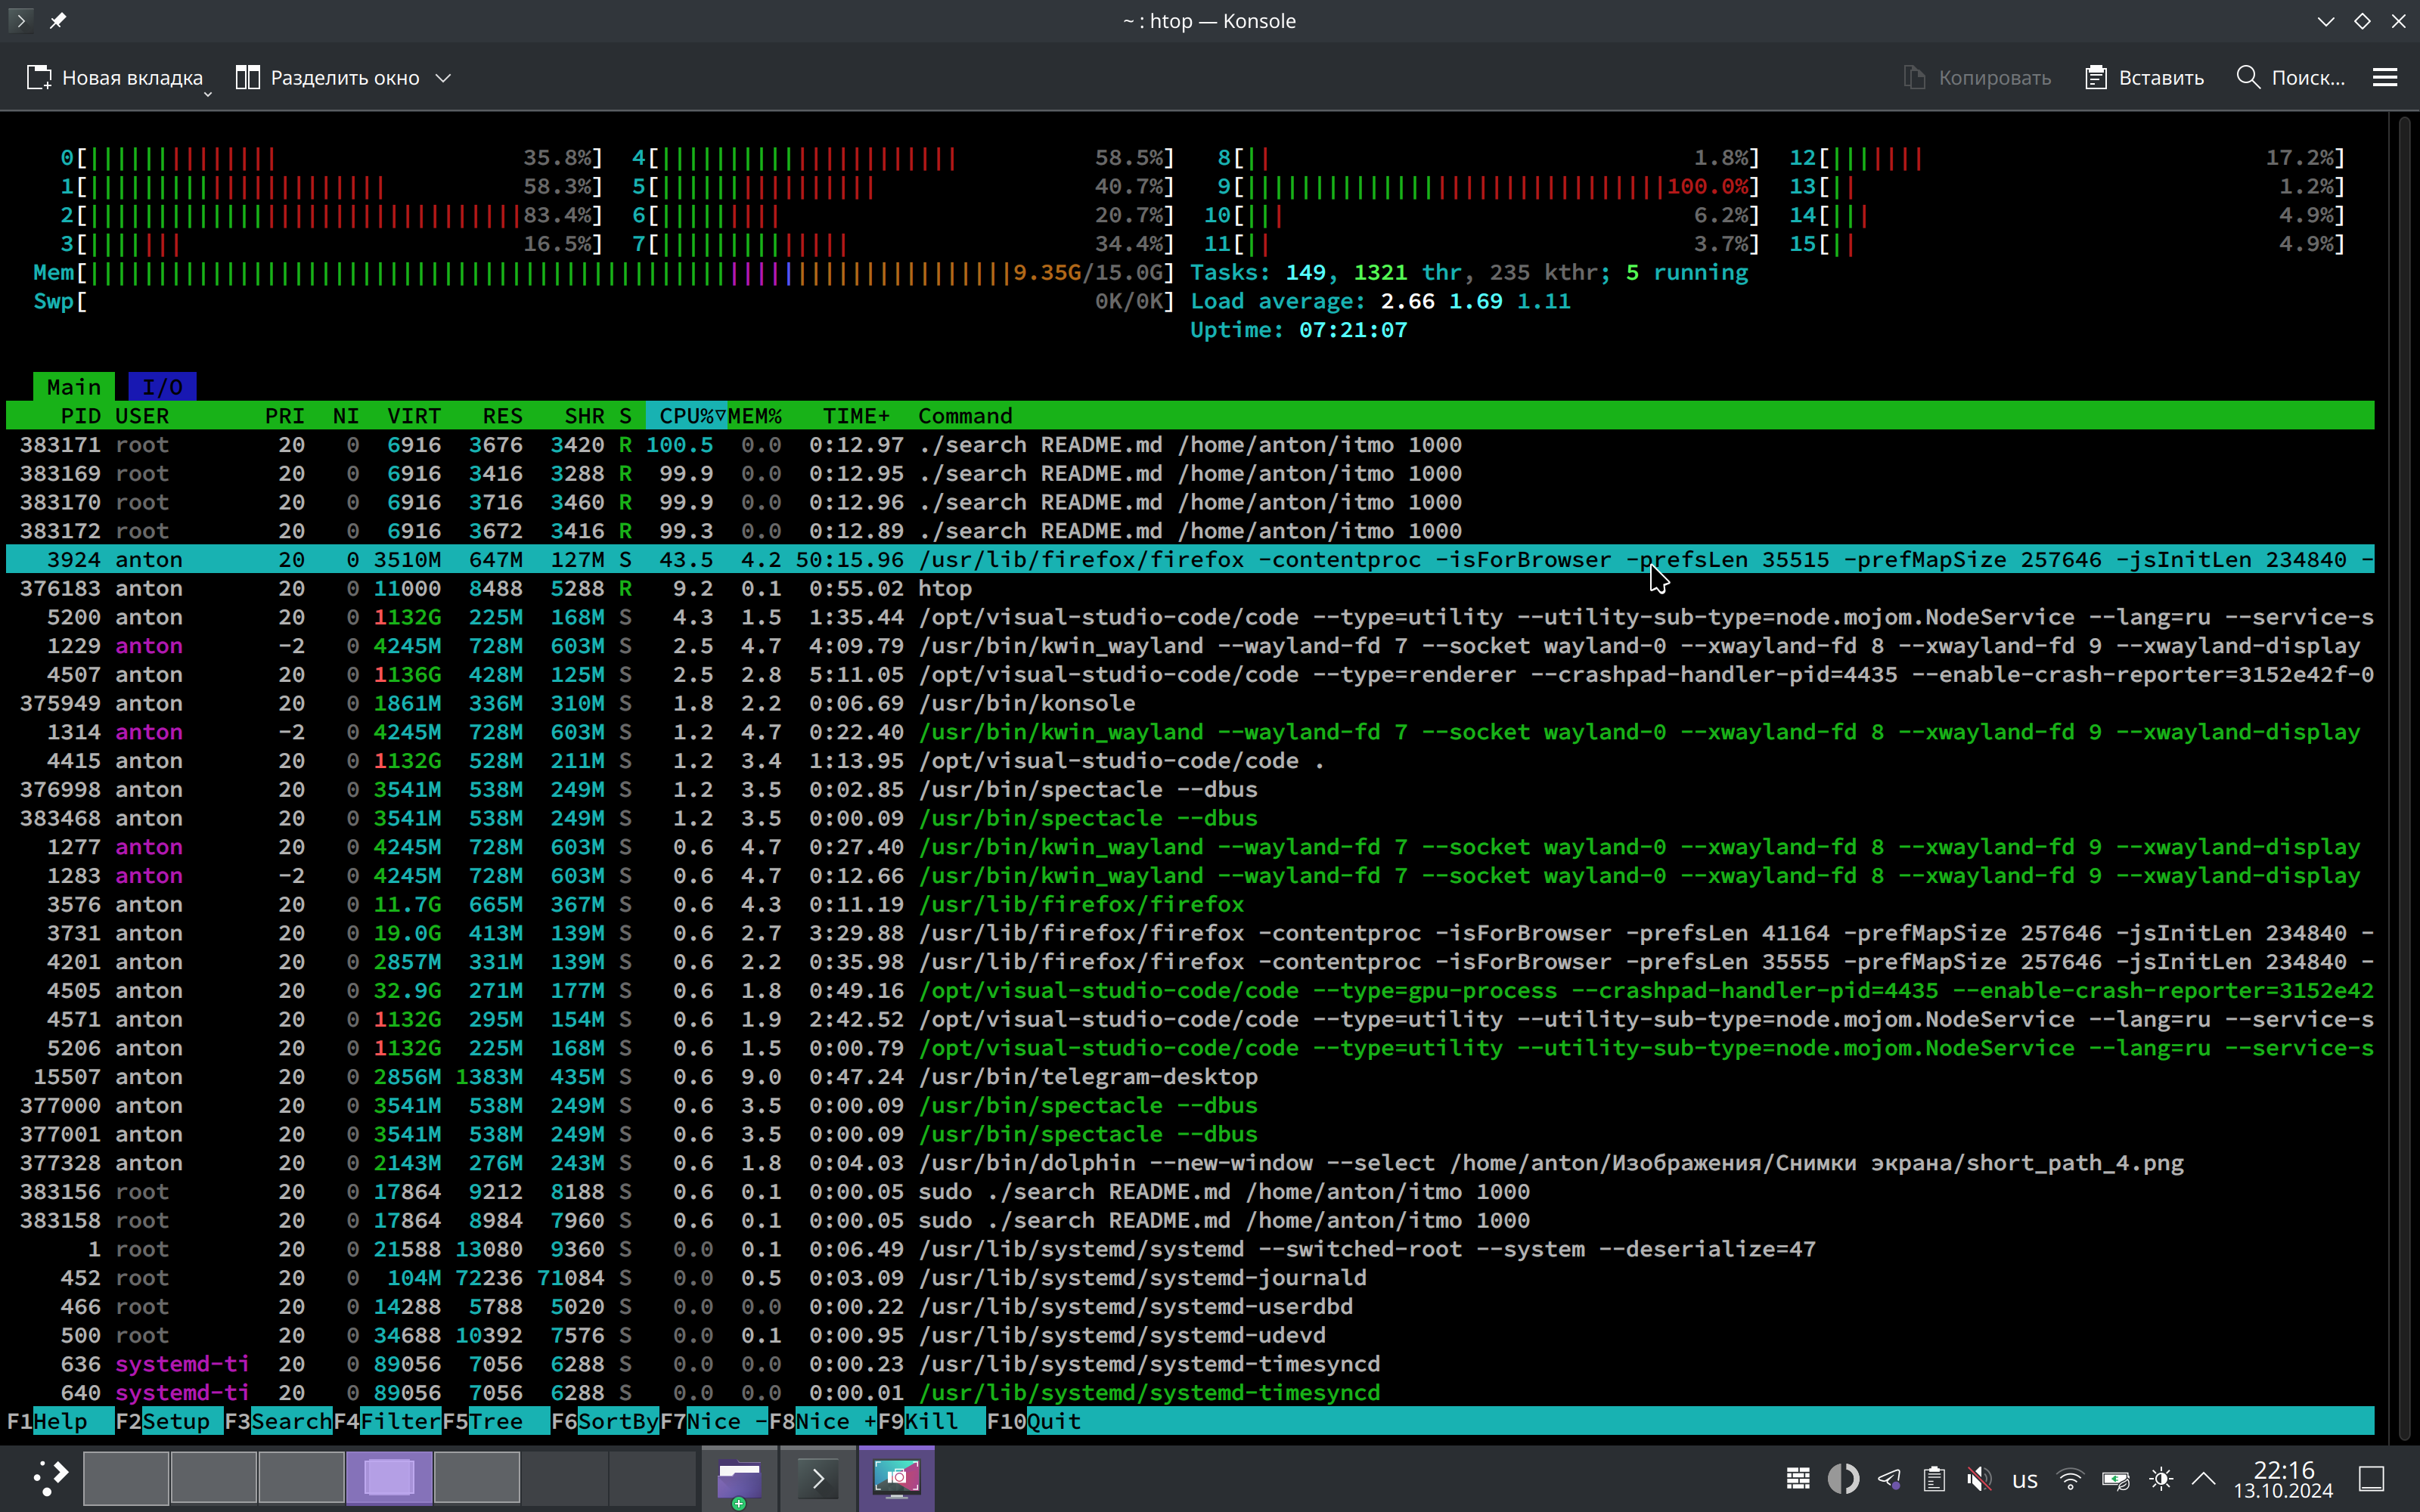 ~ : htop — Konsole
Новая вкладка Разделить окно Копировать Вставить Поиск...
0[|||||||||||||| 35.8%] 4[|||||||||||||||||||||| 58.5%] 8[|| 1.8%] 12[||||||| 17.2%]
1[|||||||||||||||||||||| 58.3%] 5[|||||||||||||||| 40.7%] 9[|||||||||||||||||||||||||||||||100.0%] 13[|| 1.2%]
2[||||||||||||||||||||||||||||||||83.4%] 6[||||||||| 20.7%] 10[||| 6.2%] 14[||| 4.9%]
3[||||||| 16.5%] 7[|||||||||||||| 34.4%] 11[|| 3.7%] 15[|| 4.9%]
Mem[||||||||||||||||||||||||||||||||||||||||||||||||||||||||||||||||||||9.35G/15.0G] Tasks: 149, 1321 thr, 235 kthr; 5 running
Swp[ 0K/0K] Load average: 2.66 1.69 1.11
Uptime: 07:21:07
Main I/O
PID USER PRI NI VIRT RES SHR S CPU%▽MEM% TIME+ Command
383171 root 20 0 6916 3676 3420 R 100.5 0.0 0:12.97 ./search README.md /home/anton/itmo 1000
383169 root 20 0 6916 3416 3288 R 99.9 0.0 0:12.95 ./search README.md /home/anton/itmo 1000
383170 root 20 0 6916 3716 3460 R 99.9 0.0 0:12.96 ./search README.md /home/anton/itmo 1000
383172 root 20 0 6916 3672 3416 R 99.3 0.0 0:12.89 ./search README.md /home/anton/itmo 1000
3924 anton 20 0 3510M 647M 127M S 43.5 4.2 50:15.96 /usr/lib/firefox/firefox -contentproc -isForBrowser -prefsLen 35515 -prefMapSize 257646 -jsInitLen 234840 -
376183 anton 20 0 11000 8488 5288 R 9.2 0.1 0:55.02 htop
5200 anton 20 0 1132G 225M 168M S 4.3 1.5 1:35.44 /opt/visual-studio-code/code --type=utility --utility-sub-type=node.mojom.NodeService --lang=ru --service-s
1229 anton -2 0 4245M 728M 603M S 2.5 4.7 4:09.79 /usr/bin/kwin_wayland --wayland-fd 7 --socket wayland-0 --xwayland-fd 8 --xwayland-fd 9 --xwayland-display
4507 anton 20 0 1136G 428M 125M S 2.5 2.8 5:11.05 /opt/visual-studio-code/code --type=renderer --crashpad-handler-pid=4435 --enable-crash-reporter=3152e42f-0
375949 anton 20 0 1861M 336M 310M S 1.8 2.2 0:06.69 /usr/bin/konsole
1314 anton -2 0 4245M 728M 603M S 1.2 4.7 0:22.40 /usr/bin/kwin_wayland --wayland-fd 7 --socket wayland-0 --xwayland-fd 8 --xwayland-fd 9 --xwayland-display
4415 anton 20 0 1132G 528M 211M S 1.2 3.4 1:13.95 /opt/visual-studio-code/code .
376998 anton 20 0 3541M 538M 249M S 1.2 3.5 0:02.85 /usr/bin/spectacle --dbus
383468 anton 20 0 3541M 538M 249M S 1.2 3.5 0:00.09 /usr/bin/spectacle --dbus
1277 anton 20 0 4245M 728M 603M S 0.6 4.7 0:27.40 /usr/bin/kwin_wayland --wayland-fd 7 --socket wayland-0 --xwayland-fd 8 --xwayland-fd 9 --xwayland-display
1283 anton -2 0 4245M 728M 603M S 0.6 4.7 0:12.66 /usr/bin/kwin_wayland --wayland-fd 7 --socket wayland-0 --xwayland-fd 8 --xwayland-fd 9 --xwayland-display
3576 anton 20 0 11.7G 665M 367M S 0.6 4.3 0:11.19 /usr/lib/firefox/firefox
3731 anton 20 0 19.0G 413M 139M S 0.6 2.7 3:29.88 /usr/lib/firefox/firefox -contentproc -isForBrowser -prefsLen 41164 -prefMapSize 257646 -jsInitLen 234840 -
4201 anton 20 0 2857M 331M 139M S 0.6 2.2 0:35.98 /usr/lib/firefox/firefox -contentproc -isForBrowser -prefsLen 35555 -prefMapSize 257646 -jsInitLen 234840 -
4505 anton 20 0 32.9G 271M 177M S 0.6 1.8 0:49.16 /opt/visual-studio-code/code --type=gpu-process --crashpad-handler-pid=4435 --enable-crash-reporter=3152e42
4571 anton 20 0 1132G 295M 154M S 0.6 1.9 2:42.52 /opt/visual-studio-code/code --type=utility --utility-sub-type=node.mojom.NodeService --lang=ru --service-s
5206 anton 20 0 1132G 225M 168M S 0.6 1.5 0:00.79 /opt/visual-studio-code/code --type=utility --utility-sub-type=node.mojom.NodeService --lang=ru --service-s
15507 anton 20 0 2856M 1383M 435M S 0.6 9.0 0:47.24 /usr/bin/telegram-desktop
377000 anton 20 0 3541M 538M 249M S 0.6 3.5 0:00.09 /usr/bin/spectacle --dbus
377001 anton 20 0 3541M 538M 249M S 0.6 3.5 0:00.09 /usr/bin/spectacle --dbus
377328 anton 20 0 2143M 276M 243M S 0.6 1.8 0:04.03 /usr/bin/dolphin --new-window --select /home/anton/Изображения/Снимки экрана/short_path_4.png
383156 root 20 0 17864 9212 8188 S 0.6 0.1 0:00.05 sudo ./search README.md /home/anton/itmo 1000
383158 root 20 0 17864 8984 7960 S 0.6 0.1 0:00.05 sudo ./search README.md /home/anton/itmo 1000
1 root 20 0 21588 13080 9360 S 0.0 0.1 0:06.49 /usr/lib/systemd/systemd --switched-root --system --deserialize=47
452 root 20 0 104M 72236 71084 S 0.0 0.5 0:03.09 /usr/lib/systemd/systemd-journald
466 root 20 0 14288 5788 5020 S 0.0 0.0 0:00.22 /usr/lib/systemd/systemd-userdbd
500 root 20 0 34688 10392 7576 S 0.0 0.1 0:00.95 /usr/lib/systemd/systemd-udevd
636 systemd-ti 20 0 89056 7056 6288 S 0.0 0.0 0:00.23 /usr/lib/systemd/systemd-timesyncd
640 systemd-ti 20 0 89056 7056 6288 S 0.0 0.0 0:00.01 /usr/lib/systemd/systemd-timesyncd
F1Help F2Setup F3SearchF4FilterF5Tree F6SortByF7Nice -F8Nice +F9Kill F10Quit
us 22:16
13.10.2024